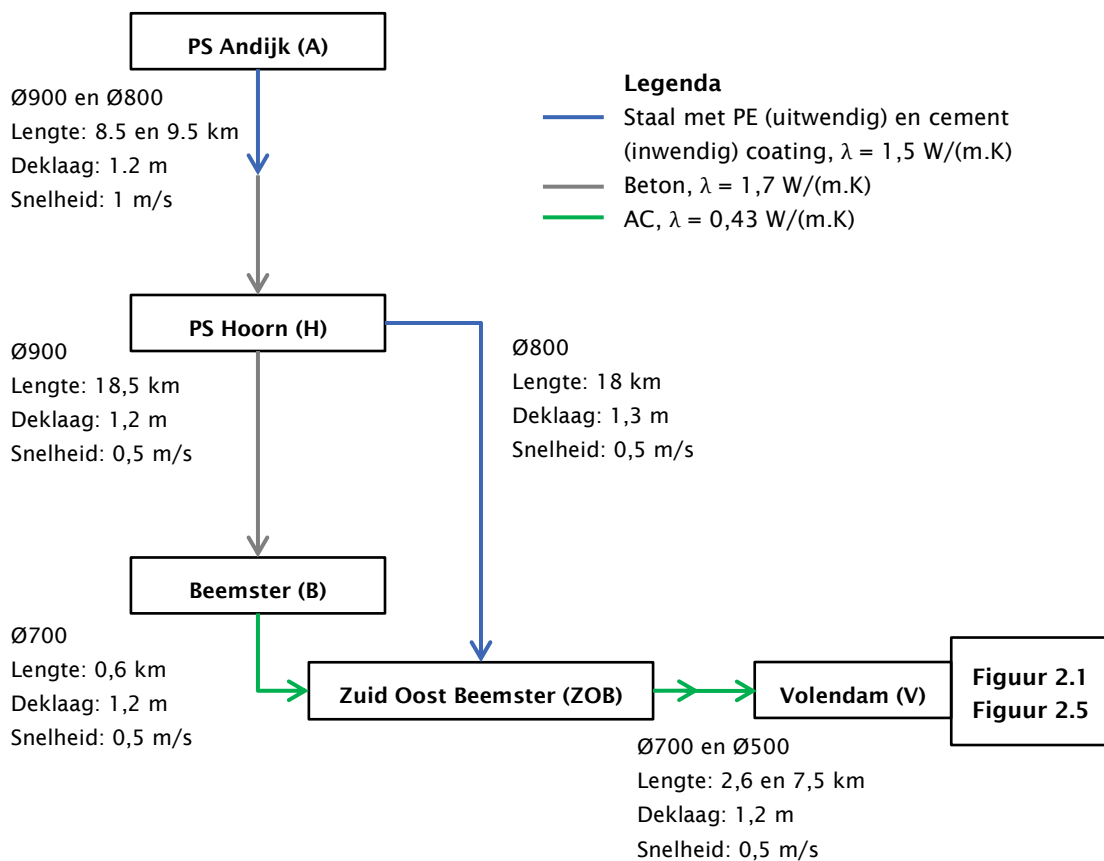 PS Andijk (A)
Ø900 en Ø800
Lengte: 8.5 en 9.5 km
Deklaag: 1.2 m
Snelheid: 1 m/s
Legenda
Staal met PE (uitwendig) en cement
(inwendig) coating, λ = 1,5 W/(m.K)
Beton, λ = 1,7 W/(m.K)
AC, λ = 0,43 W/(m.K)
PS Hoorn (H)
Ø900
Lengte: 18,5 km
Deklaag: 1,2 m
Snelheid: 0,5 m/s
Ø800
Lengte: 18 km
Deklaag: 1,3 m
Snelheid: 0,5 m/s
Beemster (B)
Ø700
Lengte: 0,6 km
Deklaag: 1,2 m
Snelheid: 0,5 m/s
Zuid Oost Beemster (ZOB)
Volendam (V)
Figuur 2.1
Figuur 2.5
Ø700 en Ø500
Lengte: 2,6 en 7,5 km
Deklaag: 1,2 m
Snelheid: 0,5 m/s